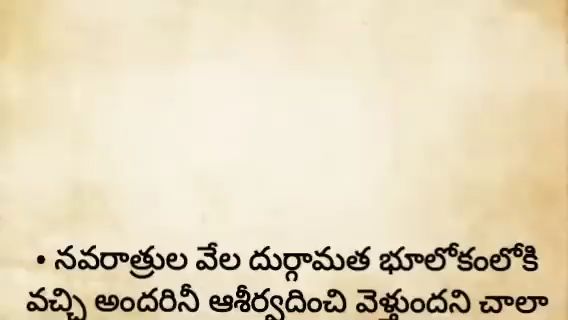 • నవరాత్రుల వేల దుర్గామత భూలోకంలోకి
వచ్చి అందరినీ ఆశీర్వదించి వెళ్తుందని చాలా